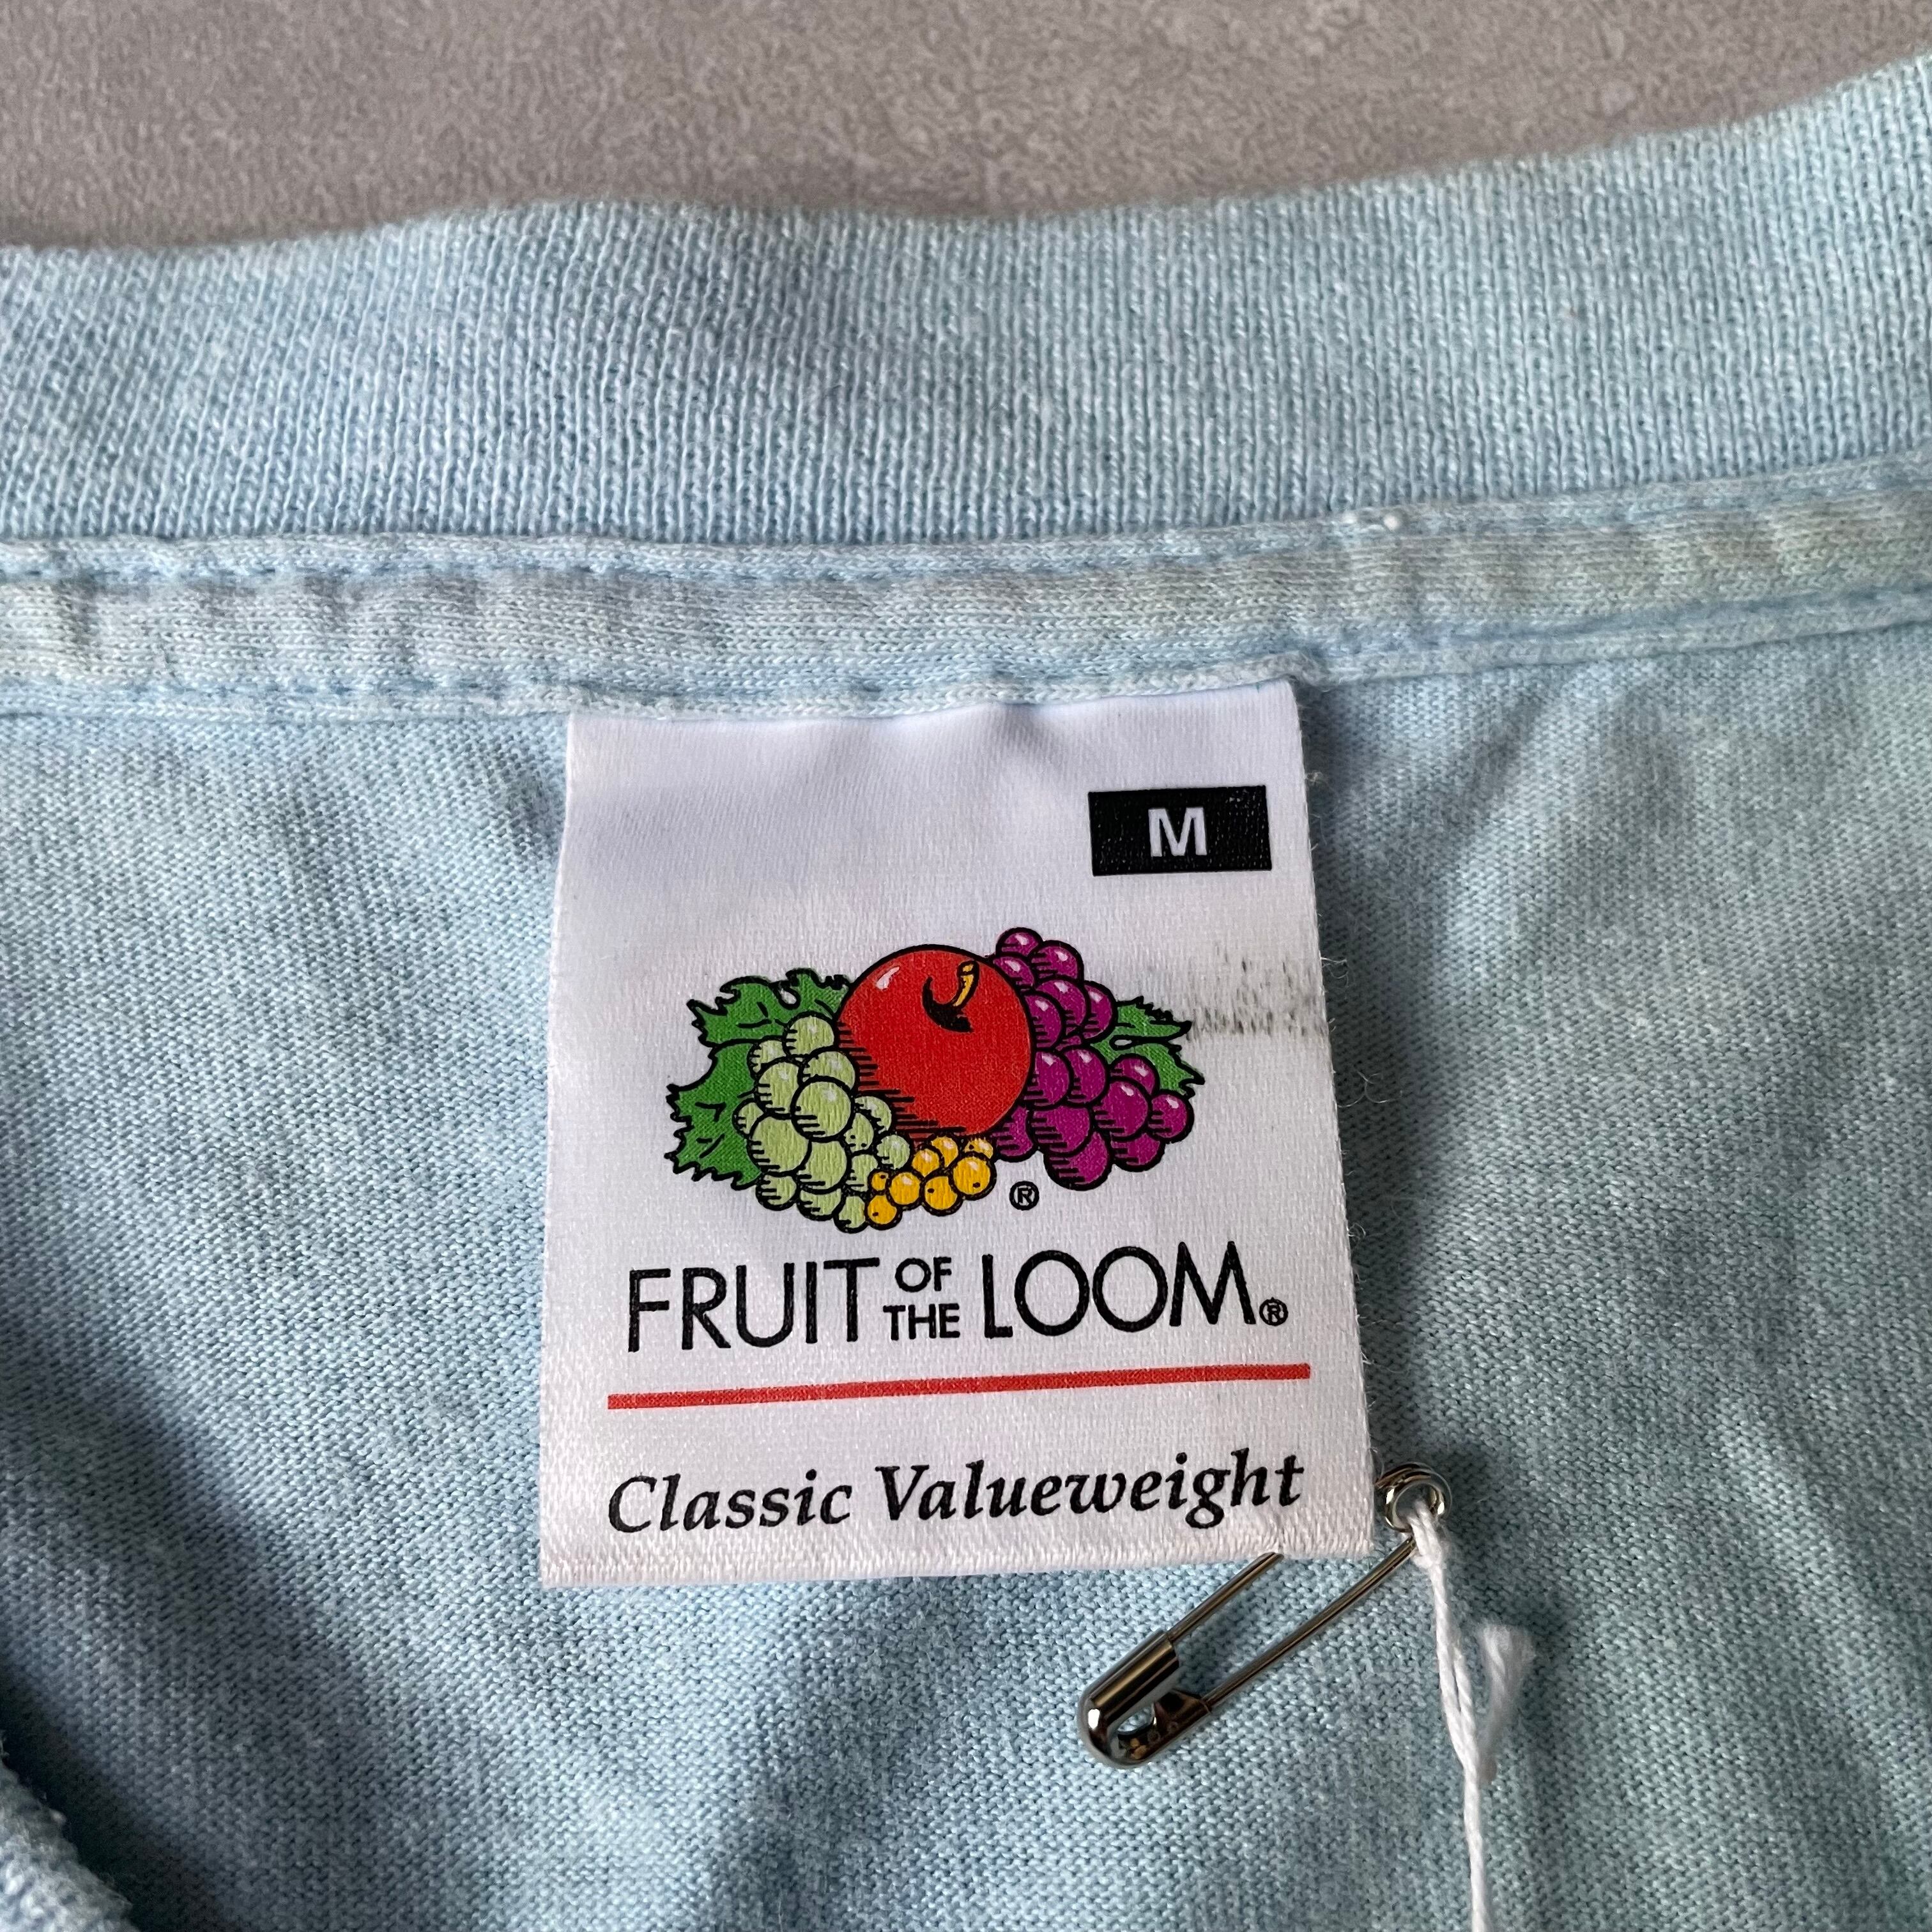 M
®
FRUIT OF THE LOOM®
Classic Valueweight